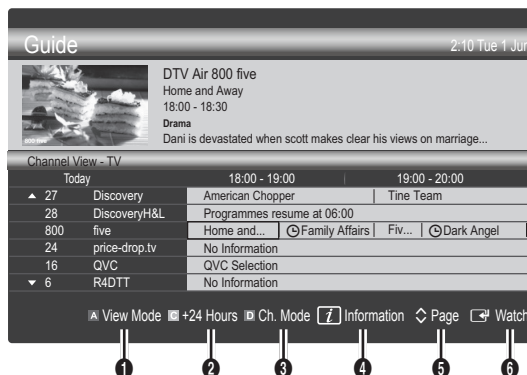 Guide
2:10 Tue 1 Jun
DTV Air 800 five
Home and Away
18:00 - 18:30
Drama
Dani is devastated when scott makes clear his views on marriage...
800 five
Channel View - TV
Today 18:00 - 19:00 19:00 - 20:00
▲ 27 Discovery American Chopper Tine Team
28 DiscoveryH&L Programmes resume at 06:00
800 five Home and... Family Affairs Fiv... Dark Angel
24 price-drop.tv No Information
16 QVC QVC Selection
▼ 6 R4DTT No Information
A View Mode C +24 Hours D Ch. Mode i Information Page Watch
1 2 3 4 5 6